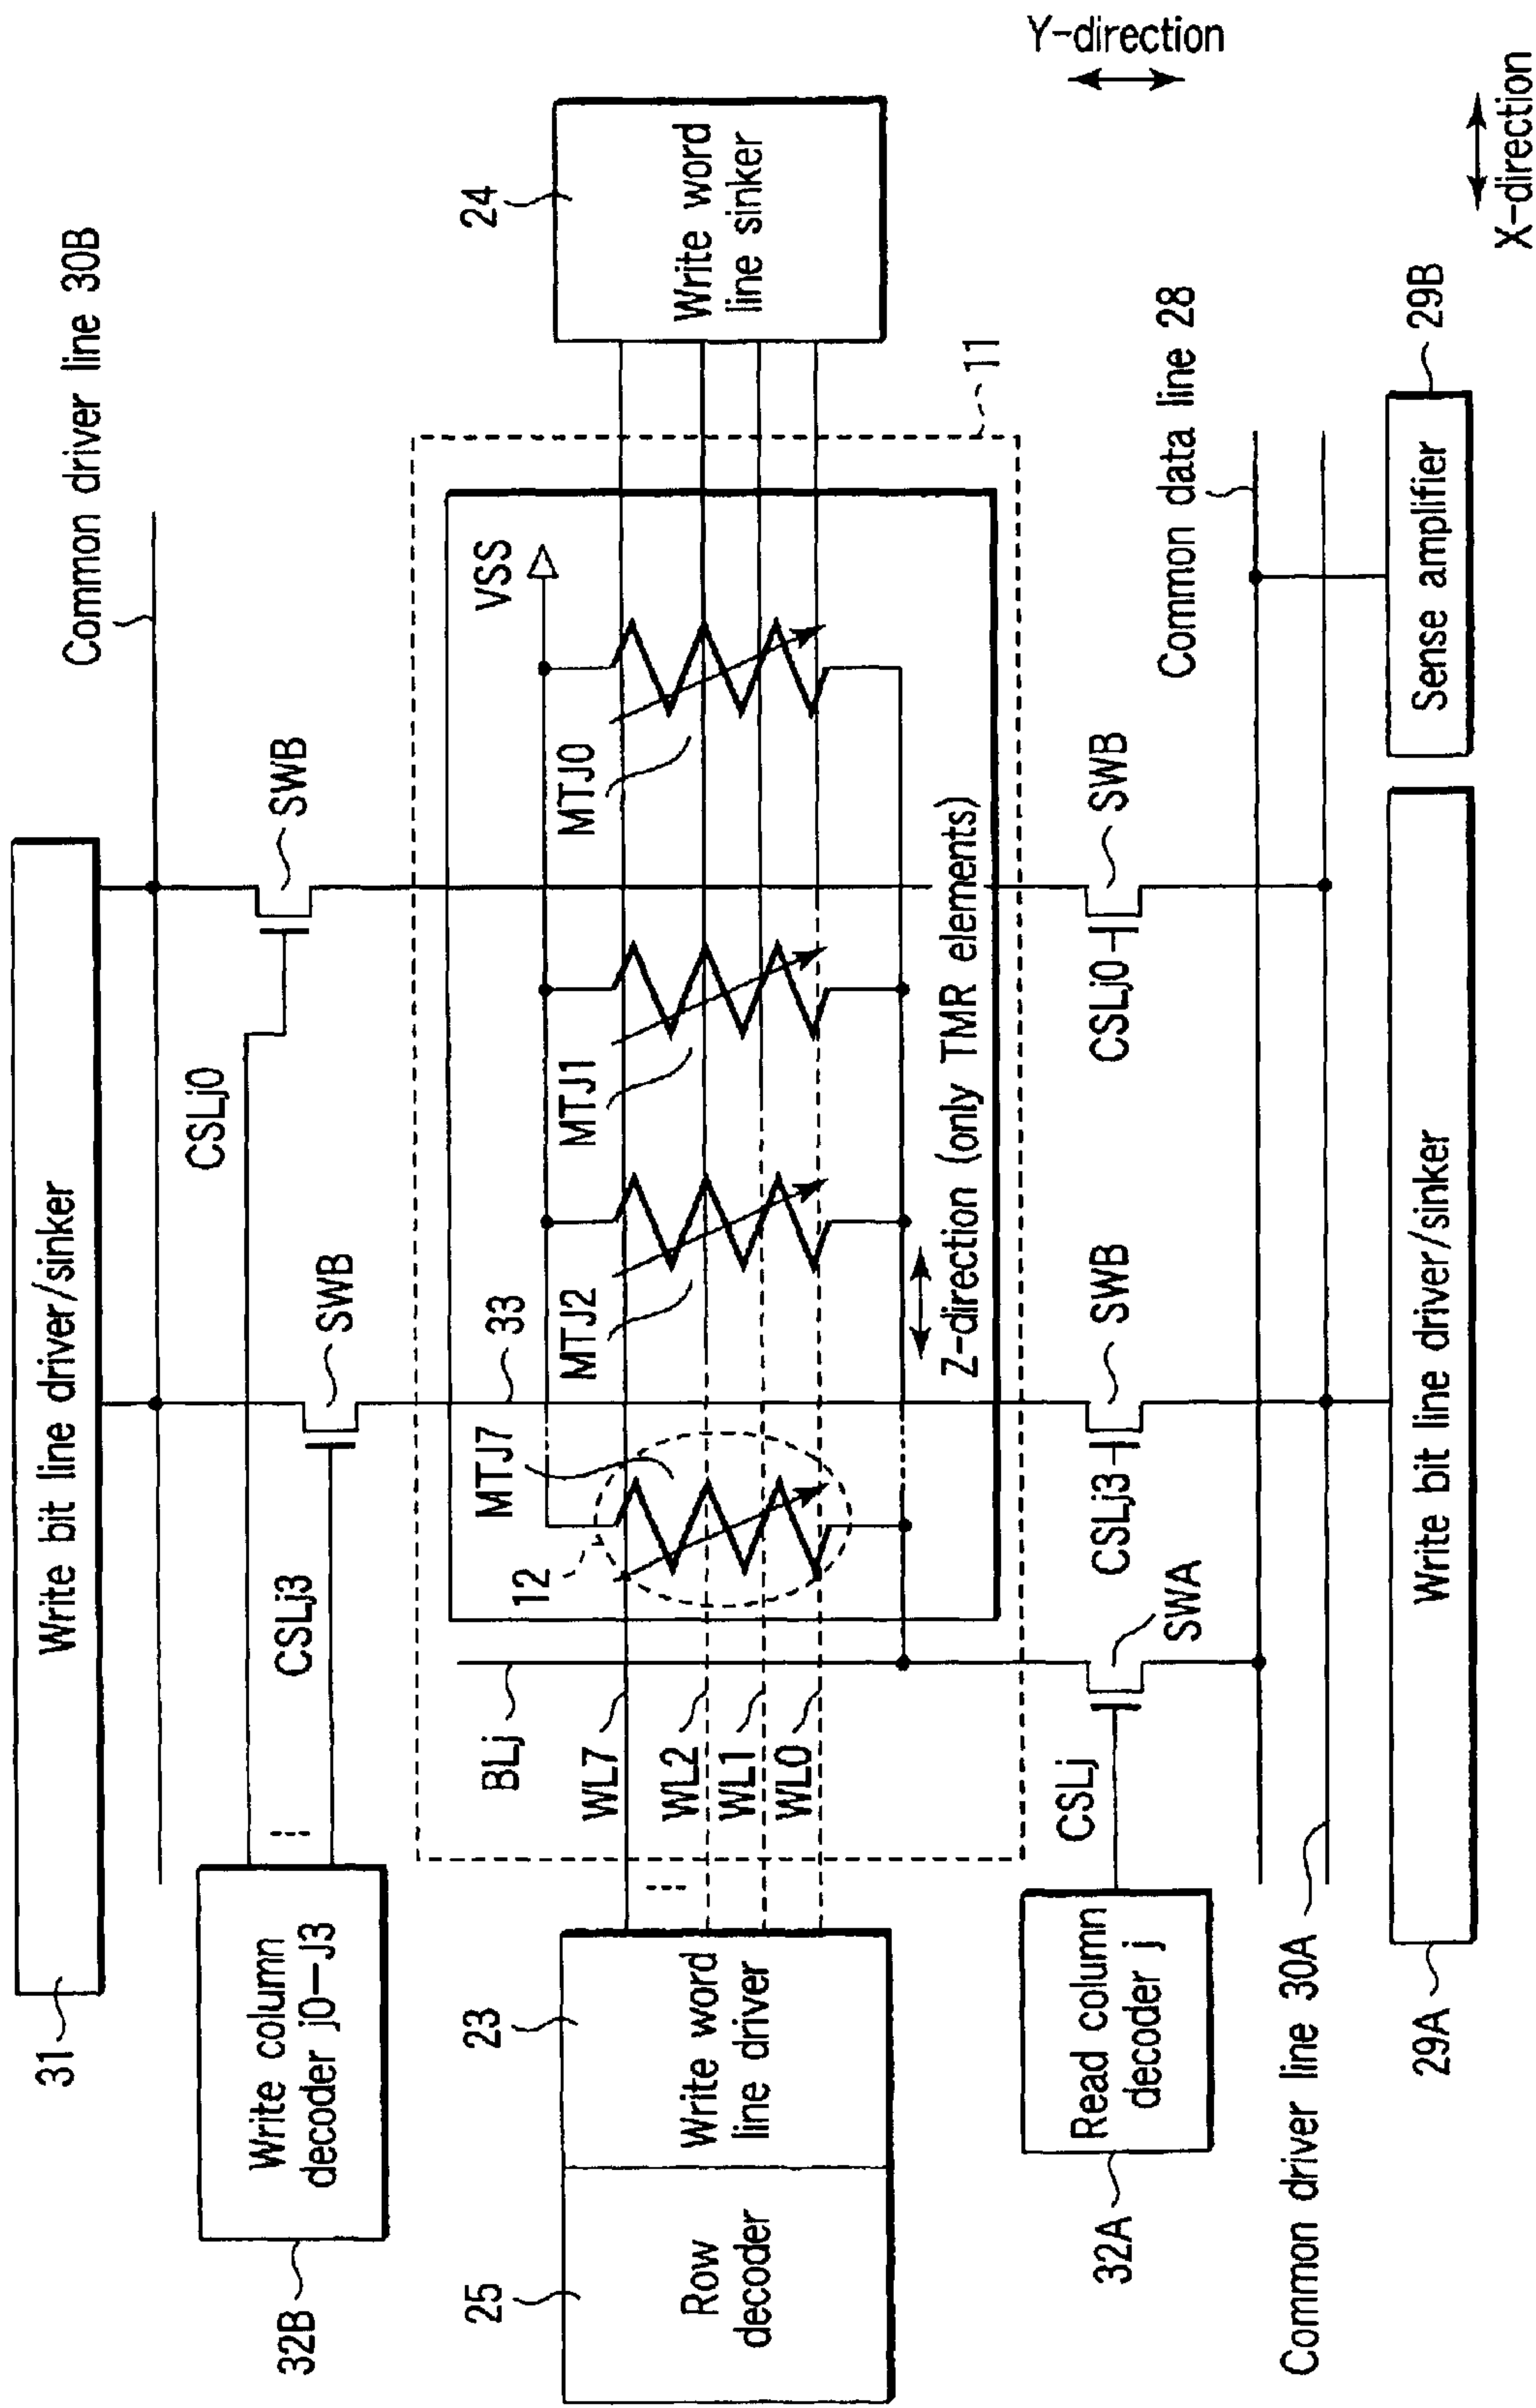 31
Write bit line driver/sinker
Common driver line 30B
32B
Write column
decoder j0-J3
CSLj3
CSLj0
SWB
SWB
25
Row
decoder
23
Write word
line driver
BLj
WL7
WL2
WL1
WL0
12
MTJ7
33
MTJ2
MTJ1
MTJ0
VSS
Z-direction (only TMR elements)
11
24
Write word
line sinker
32A
Read column
decoder j
CSLj
SWA
CSLj3
SWB
CSLj0
SWB
Common data line 28
Common driver line 30A
29A
Write bit line driver/sinker
Sense amplifier
29B
Y-direction
X-direction